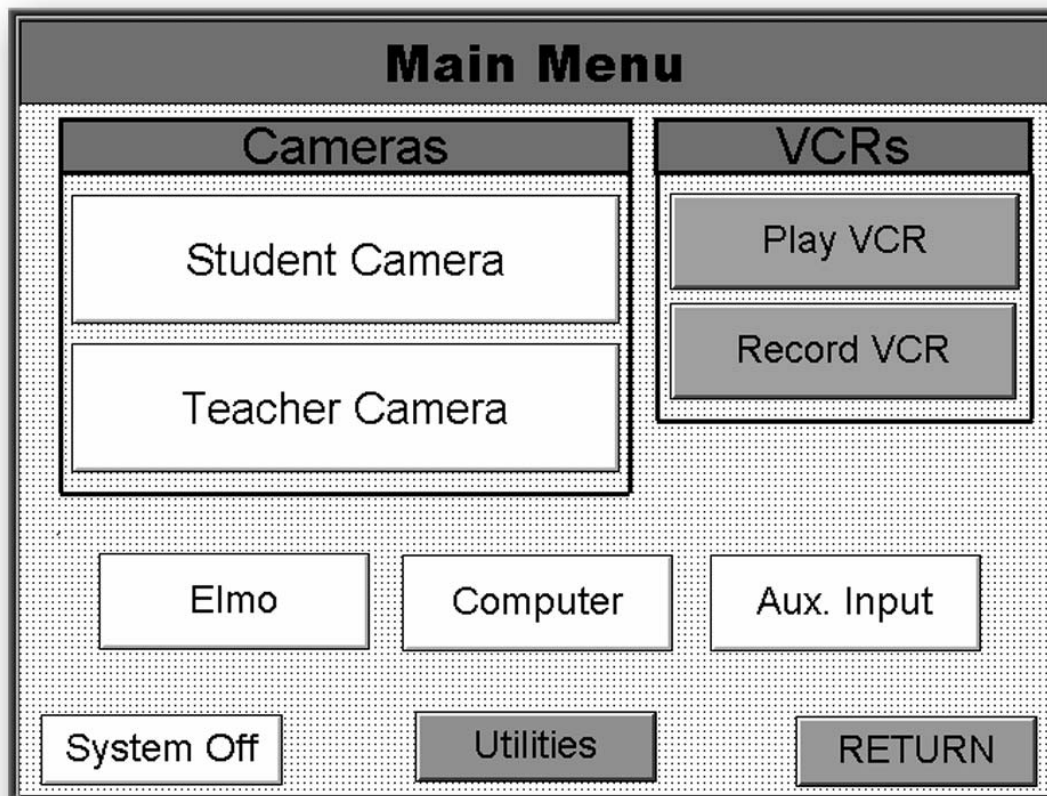 Main Menu
Cameras
VCRs
Student Camera
Play VCR
Teacher Camera
Record VCR
Elmo
Computer
Aux. Input
System Off
Utilities
RETURN